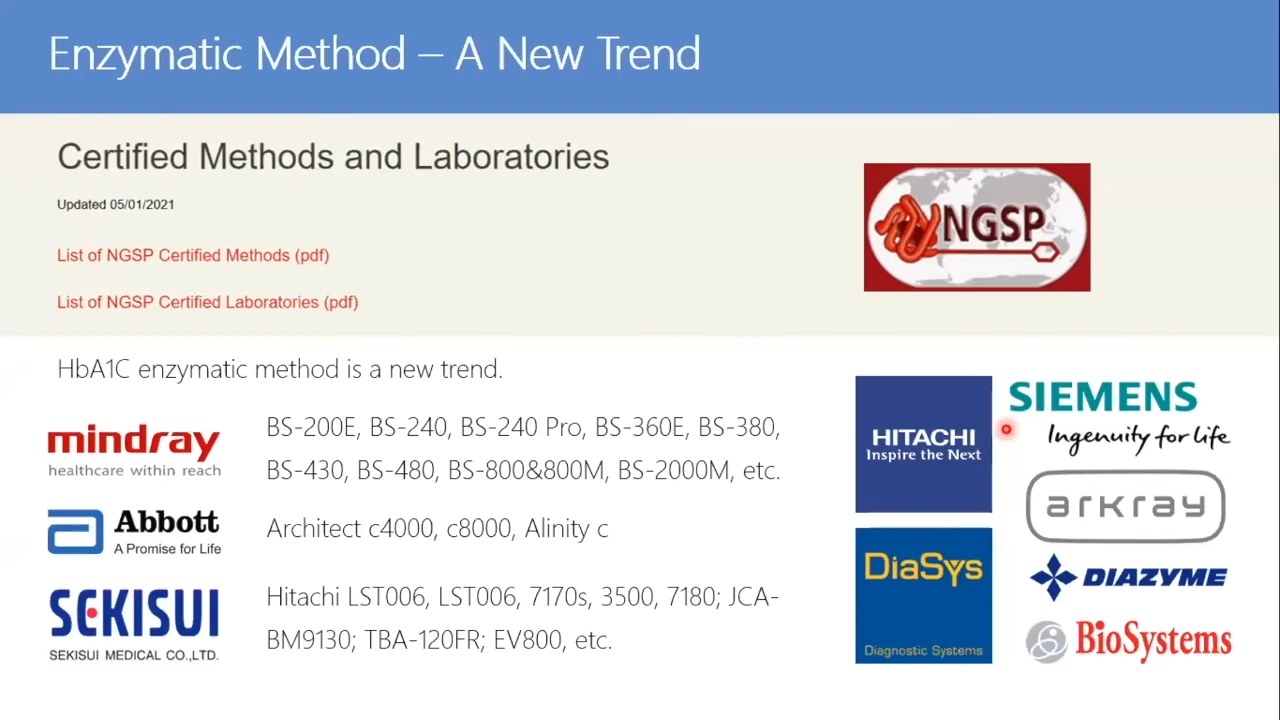 Enzymatic Method – A New Trend
Certified Methods and Laboratories
Updated 05/01/2021
List of NGSP Certified Methods (pdf)
List of NGSP Certified Laboratories (pdf)
NGSP
HbA1C enzymatic method is a new trend.
mindray
healthcare within reach
BS-200E, BS-240, BS-240 Pro, BS-360E, BS-380,
BS-430, BS-480, BS-800&800M, BS-2000M, etc.
Abbott
A Promise for Life
Architect c4000, c8000, Alinity c
SEKISUI
SEKISUI MEDICAL CO.,LTD.
Hitachi LST006, LST006, 7170s, 3500, 7180; JCA-
BM9130; TBA-120FR; EV800, etc.
HITACHI
Inspire the Next
SIEMENS
Ingenuity for life
arkray
DiaSys
Diagnostic Systems
DIAZYME
BioSystems